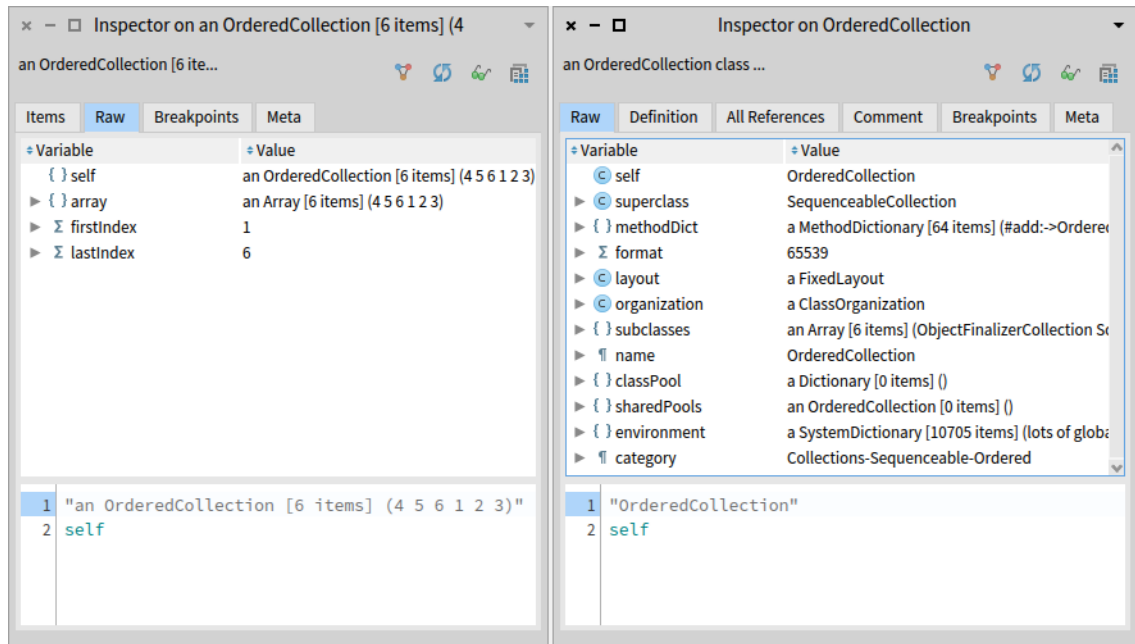 Inspector on an OrderedCollection [6 items] (4
an OrderedCollection [6 ite...
Items Raw Breakpoints Meta
Variable Value
{ } self an OrderedCollection [6 items] (4 5 6 1 2 3)
{ } array an Array [6 items] (4 5 6 1 2 3)
Σ firstIndex 1
Σ lastIndex 6
1 "an OrderedCollection [6 items] (4 5 6 1 2 3)"
2 self
Inspector on OrderedCollection
an OrderedCollection class ...
Raw Definition All References Comment Breakpoints Meta
Variable Value
C self OrderedCollection
C superclass SequenceableCollection
{ } methodDict a MethodDictionary [64 items] (#add:->Ordere
Σ format 65539
C layout a FixedLayout
C organization a ClassOrganization
{ } subclasses an Array [6 items] (ObjectFinalizerCollection
¶ name OrderedCollection
{ } classPool a Dictionary [0 items] ()
{ } sharedPools an OrderedCollection [0 items] ()
{ } environment a SystemDictionary [10705 items] (lots of globa
¶ category Collections-Sequenceable-Ordered
1 "OrderedCollection"
2 self